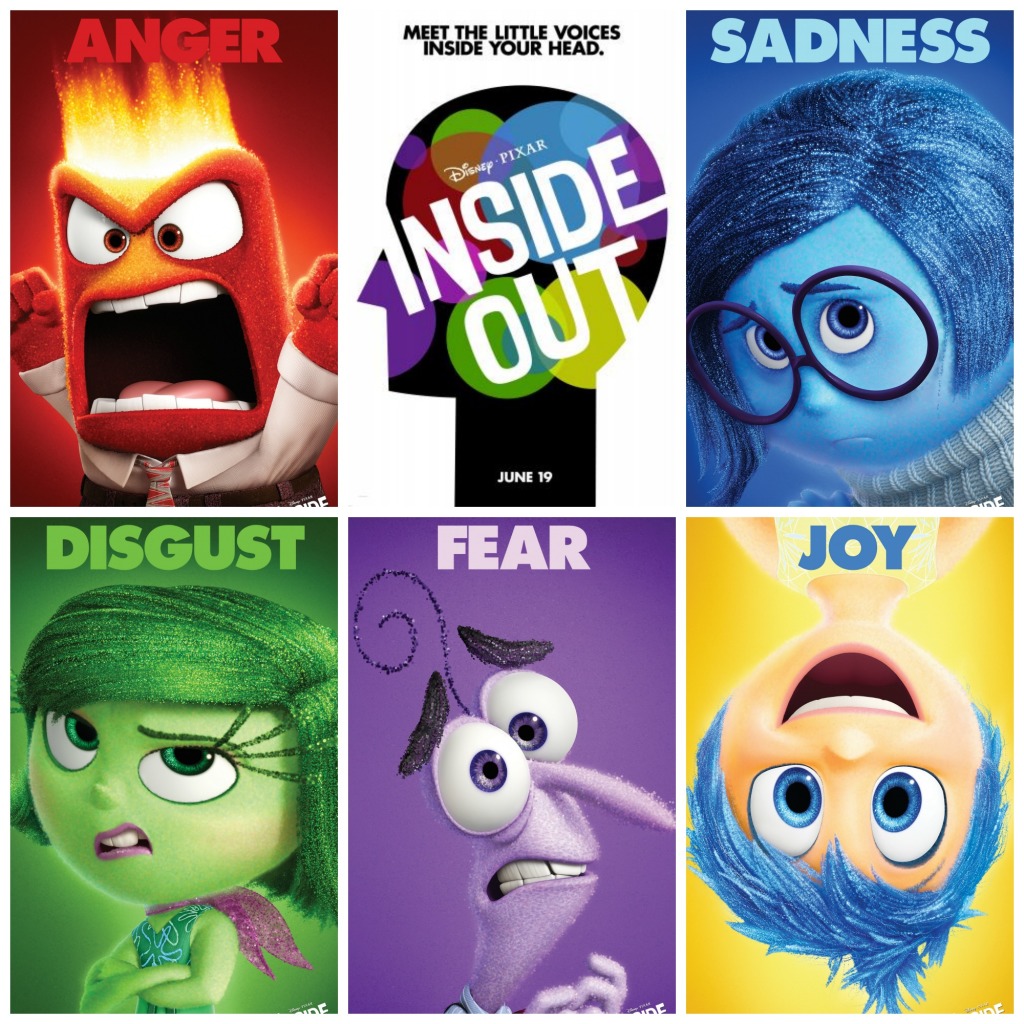 ANGER
MEET THE LITTLE VOICES
INSIDE YOUR HEAD.
Disney · PIXAR
INSIDE
OUT
JUNE 19
SADNESS
DISGUST
FEAR
JOY